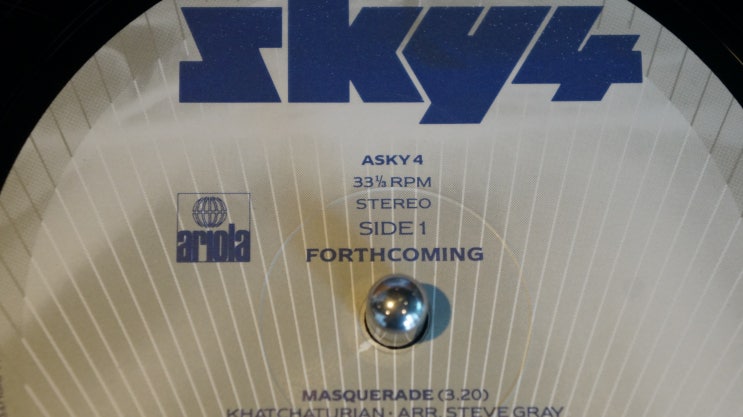 sky4
ASKY 4
33⅓ RPM
STEREO
SIDE 1
ariola
FORTHCOMING
MASQUERADE (3.20)
KHATCHATURIAN · ARR. STEVE GRAY